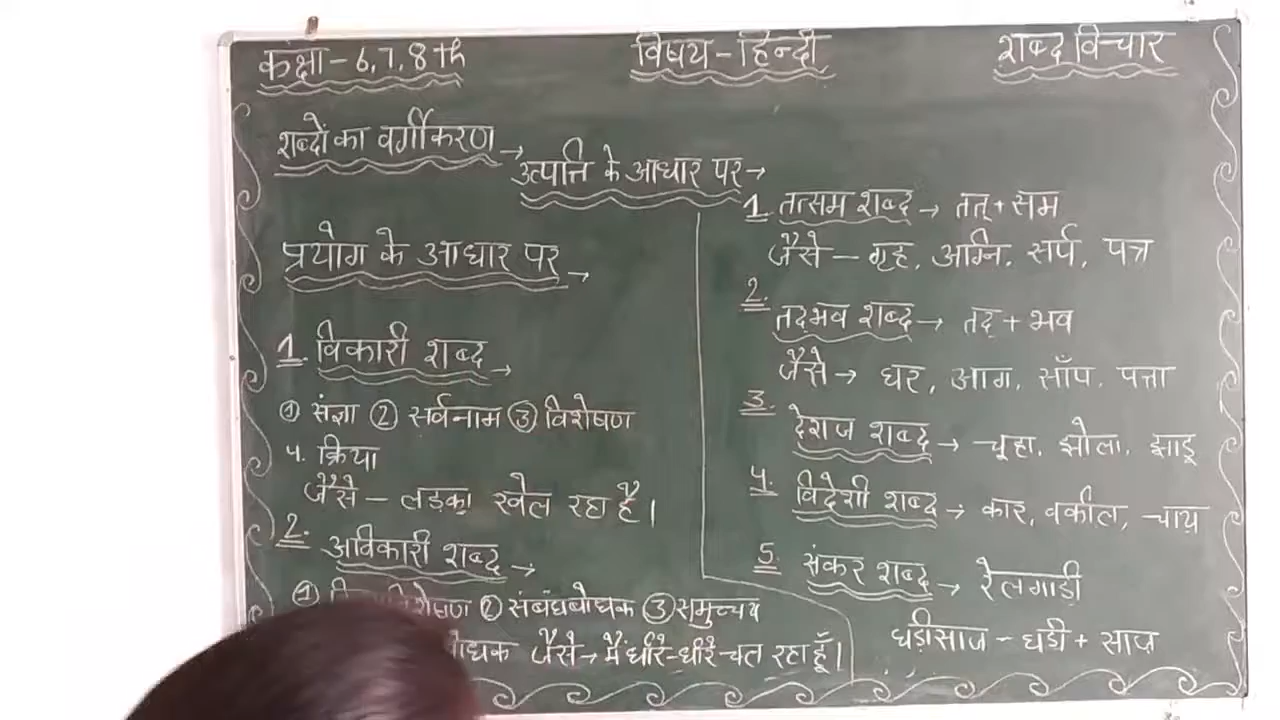 कक्षा - 6,7,8th
विषय - हिन्दी
शब्द विचार
शब्दों का वर्गीकरण →
उत्पत्ति के आधार पर →
प्रयोग के आधार पर →
1. विकारी शब्द →
① संज्ञा ② सर्वनाम ③ विशेषण
4. क्रिया
जैसे - लड़का खेल रहा है।
2. अविकारी शब्द →
① ② संबंधबोधक ③ समुच्चय
जैसे → मैं धीरे-धीरे चल रहा हूँ।
1. तत्सम शब्द → तत् + सम
जैसे - गृह, अग्नि, सर्प, पत्र
2. तद्भव शब्द → तद् + भव
जैसे → घर, आग, साँप, पत्ता
3. देशज शब्द → चूहा, झोला, झाड़ू
4. विदेशी शब्द → कार, वकील, चाय
5. संकर शब्द → रेलगाड़ी
घड़ीसाज - घड़ी + साज